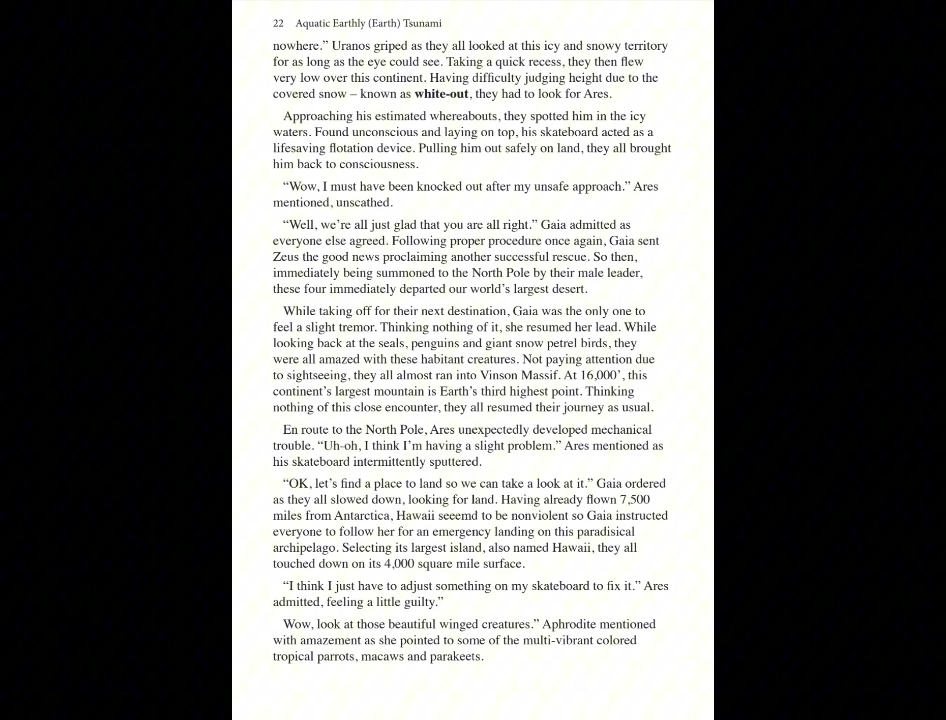 22 Aquatic Earthly (Earth) Tsunami
nowhere.” Uranos griped as they all looked at this icy and snowy territory
for as long as the eye could see. Taking a quick recess, they then flew
very low over this continent. Having difficulty judging height due to the
covered snow – known as white-out, they had to look for Ares.
Approaching his estimated whereabouts, they spotted him in the icy
waters. Found unconscious and laying on top, his skateboard acted as a
lifesaving flotation device. Pulling him out safely on land, they all brought
him back to consciousness.
“Wow, I must have been knocked out after my unsafe approach.” Ares
mentioned, unscathed.
“Well, we’re all just glad that you are all right.” Gaia admitted as
everyone else agreed. Following proper procedure once again, Gaia sent
Zeus the good news proclaiming another successful rescue. So then,
immediately being summoned to the North Pole by their male leader,
these four immediately departed our world’s largest desert.
While taking off for their next destination, Gaia was the only one to
feel a slight tremor. Thinking nothing of it, she resumed her lead. While
looking back at the seals, penguins and giant snow petrel birds, they
were all amazed with these habitant creatures. Not paying attention due
to sightseeing, they all almost ran into Vinson Massif. At 16,000’, this
continent’s largest mountain is Earth’s third highest point. Thinking
nothing of this close encounter, they all resumed their journey as usual.
En route to the North Pole, Ares unexpectedly developed mechanical
trouble. “Uh-oh, I think I’m having a slight problem.” Ares mentioned as
his skateboard intermittently sputtered.
“OK, let’s find a place to land so we can take a look at it.” Gaia ordered
as they all slowed down, looking for land. Having already flown 7,500
miles from Antarctica, Hawaii seeemd to be nonviolent so Gaia instructed
everyone to follow her for an emergency landing on this paradisical
archipelago. Selecting its largest island, also named Hawaii, they all
touched down on its 4,000 square mile surface.
“I think I just have to adjust something on my skateboard to fix it.” Ares
admitted, feeling a little guilty.”
Wow, look at those beautiful winged creatures.” Aphrodite mentioned
with amazement as she pointed to some of the multi-vibrant colored
tropical parrots, macaws and parakeets.